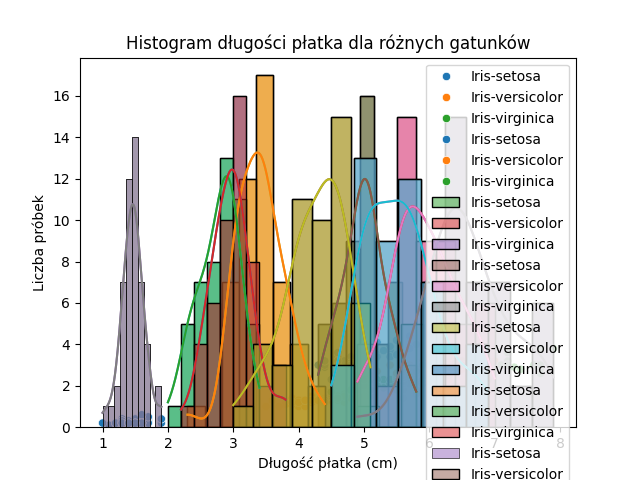 Histogram długości płatka dla różnych gatunków
Liczba próbek
16
14
12
10
8
6
4
2
0
1
2
3
4
5
6
7
8
Długość płatka (cm)
Iris-setosa
Iris-versicolor
Iris-virginica
Iris-setosa
Iris-versicolor
Iris-virginica
Iris-setosa
Iris-versicolor
Iris-virginica
Iris-setosa
Iris-versicolor
Iris-virginica
Iris-setosa
Iris-versicolor
Iris-virginica
Iris-setosa
Iris-versicolor
Iris-virginica
Iris-setosa
Iris-versicolor